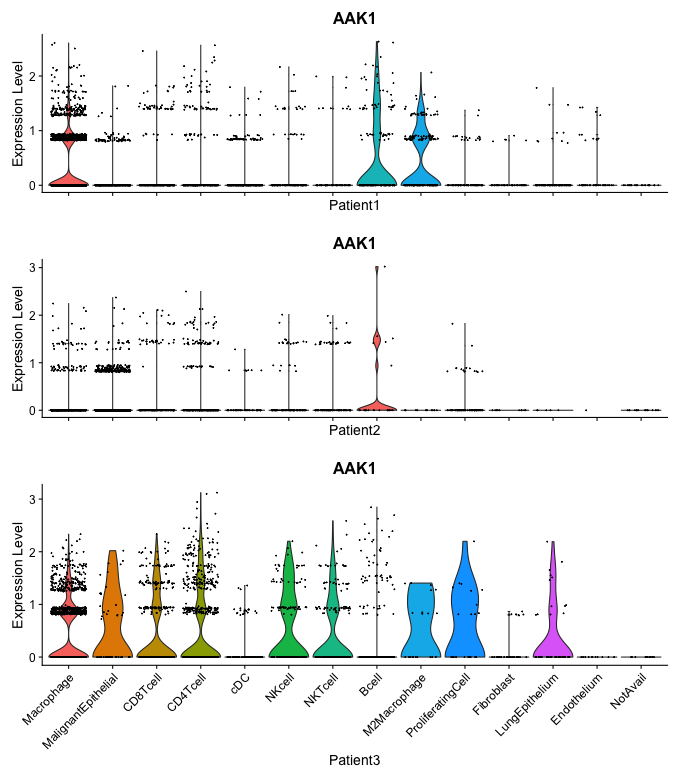 AAK1
Expression Level
2
1
0
Patient1
AAK1
Expression Level
3
2
1
0
Patient2
AAK1
Expression Level
3
2
1
0
Macrophage
MalignantEpithelial
CD8Tcell
CD4Tcell
cDC
NKcell
NKTcell
Bcell
M2Macrophage
ProliferatingCell
Fibroblast
LungEpithelium
Endothelium
NotAvail
Patient3